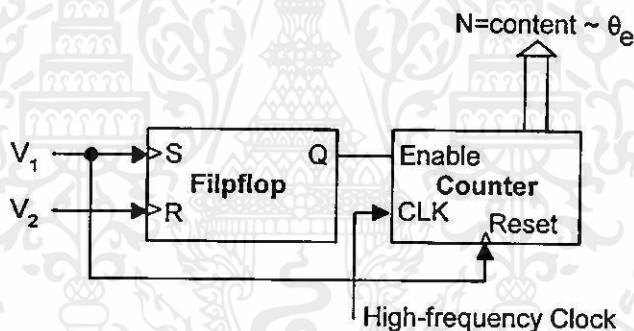 N=content ~ θe
V1
S
Q
Enable
Filpflop
Counter
V2
R
CLK
Reset
High-frequency Clock